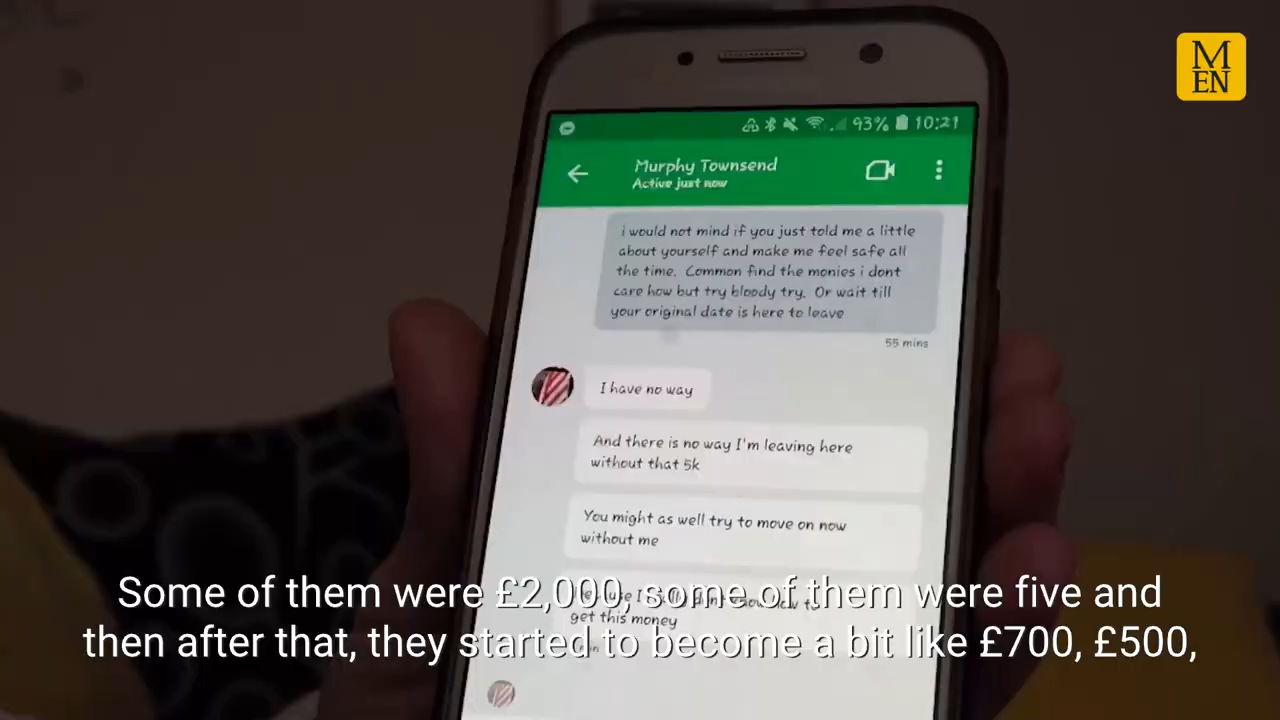 M
EN
93% 10:21
Murphy Townsend
Active just now
i would not mind if you just told me a little
about yourself and make me feel safe all
the time. Common find the monies i dont
care how but try bloody try. Or wait till
your original date is here to leave
55 mins
I have no way
And there is no way I'm leaving here
without that 5k
You might as well try to move on now
without me
get this money
Some of them were £2,000, some of them were five and
then after that, they started to become a bit like £700, £500,